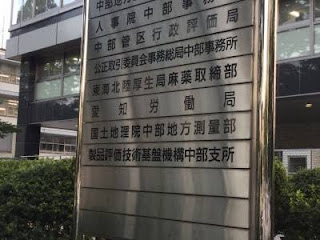 人事院中部事務
中部管区行政評価局
公正取引委員会事務総局中部事務所
東海北陸厚生局麻薬取締部
愛知労働局
国土地理院中部地方測量部
製品評価技術基盤機構中部支所